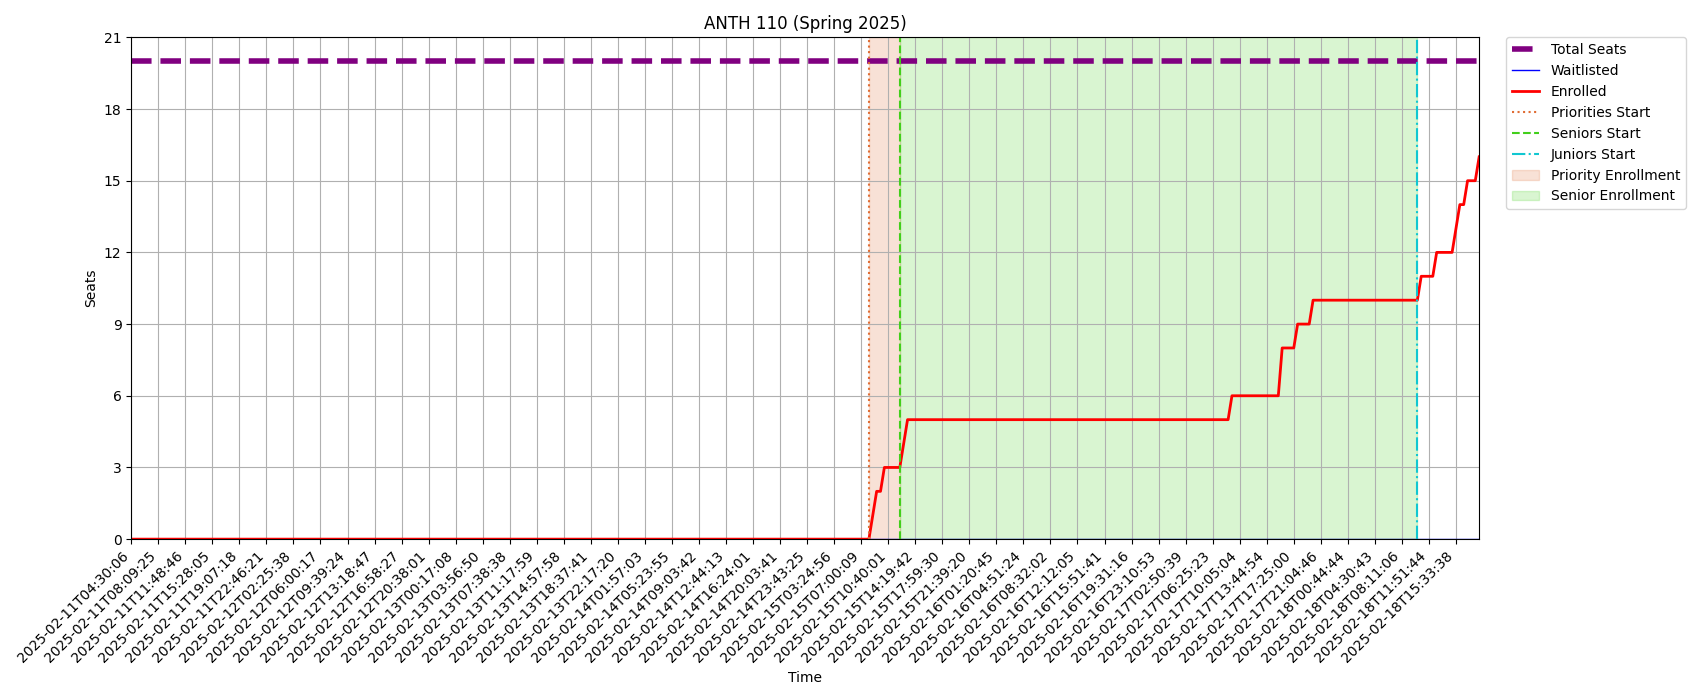 ANTH 110 (Spring 2025)
21
18
15
12
9
6
3
0
Seats
2025-02-11T04:30:06
2025-02-11T08:09:25
2025-02-11T11:48:46
2025-02-11T15:28:05
2025-02-11T19:07:18
2025-02-11T22:46:21
2025-02-12T02:25:38
2025-02-12T06:00:17
2025-02-12T09:39:24
2025-02-12T13:18:47
2025-02-12T16:58:27
2025-02-12T20:38:01
2025-02-13T00:17:08
2025-02-13T03:56:50
2025-02-13T07:38:38
2025-02-13T11:17:59
2025-02-13T14:57:58
2025-02-13T18:37:41
2025-02-13T22:17:20
2025-02-14T01:57:03
2025-02-14T05:23:55
2025-02-14T09:03:42
2025-02-14T12:44:13
2025-02-14T16:24:01
2025-02-14T20:03:41
2025-02-14T23:43:25
2025-02-15T03:24:56
2025-02-15T07:00:09
2025-02-15T10:40:01
2025-02-15T14:19:42
2025-02-15T17:59:30
2025-02-15T21:39:20
2025-02-16T01:20:45
2025-02-16T04:51:24
2025-02-16T08:32:02
2025-02-16T12:12:05
2025-02-16T15:51:41
2025-02-16T19:31:16
2025-02-16T23:10:53
2025-02-17T02:50:39
2025-02-17T06:25:23
2025-02-17T10:05:04
2025-02-17T13:44:54
2025-02-17T17:25:00
2025-02-17T21:04:46
2025-02-18T00:44:44
2025-02-18T04:30:43
2025-02-18T08:11:06
2025-02-18T11:51:44
2025-02-18T15:33:38
Time
Total Seats
Waitlisted
Enrolled
Priorities Start
Seniors Start
Juniors Start
Priority Enrollment
Senior Enrollment